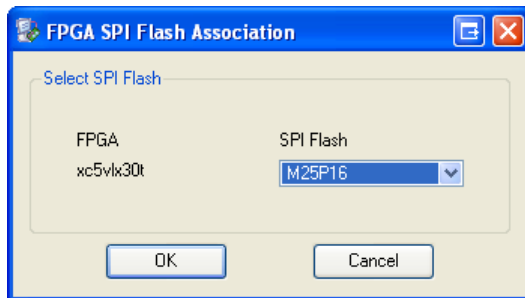 FPGA SPI Flash Association
Select SPI Flash
FPGA SPI Flash
xc5vlx30t M25P16
OK Cancel